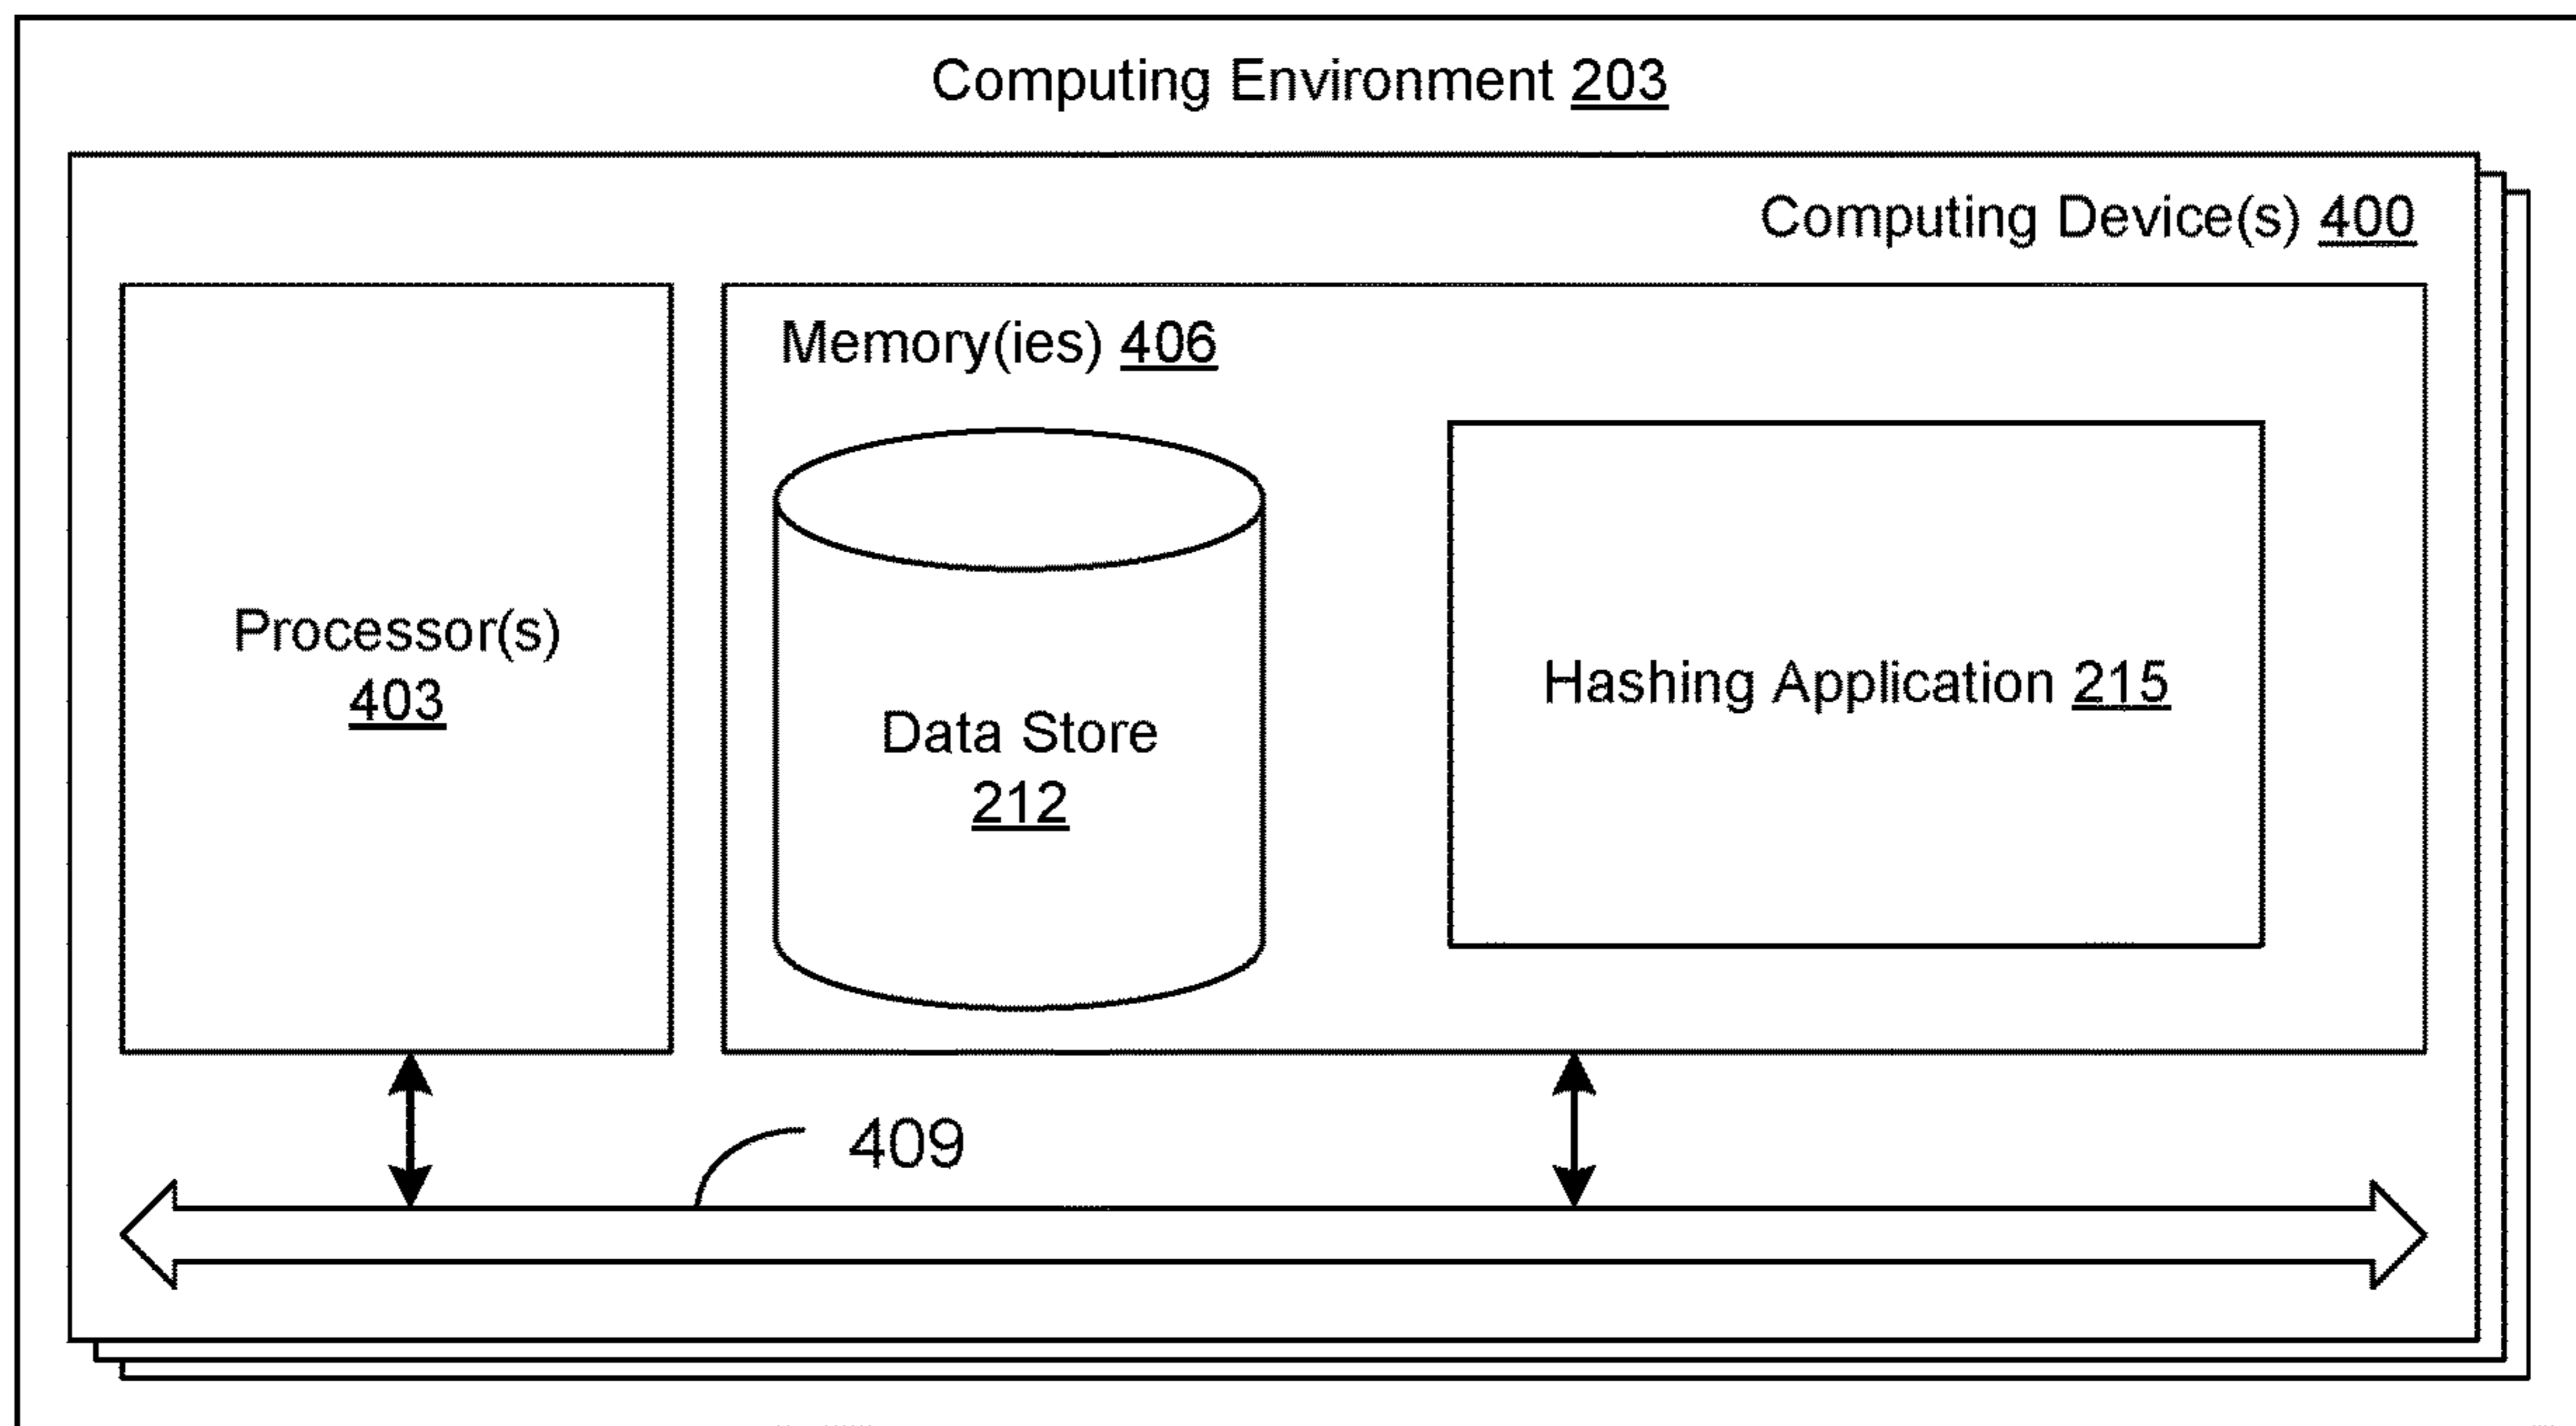 Computing Environment 203
Computing Device(s) 400
Memory(ies) 406
Processor(s)
403
Hashing Application 215
Data Store
212
409